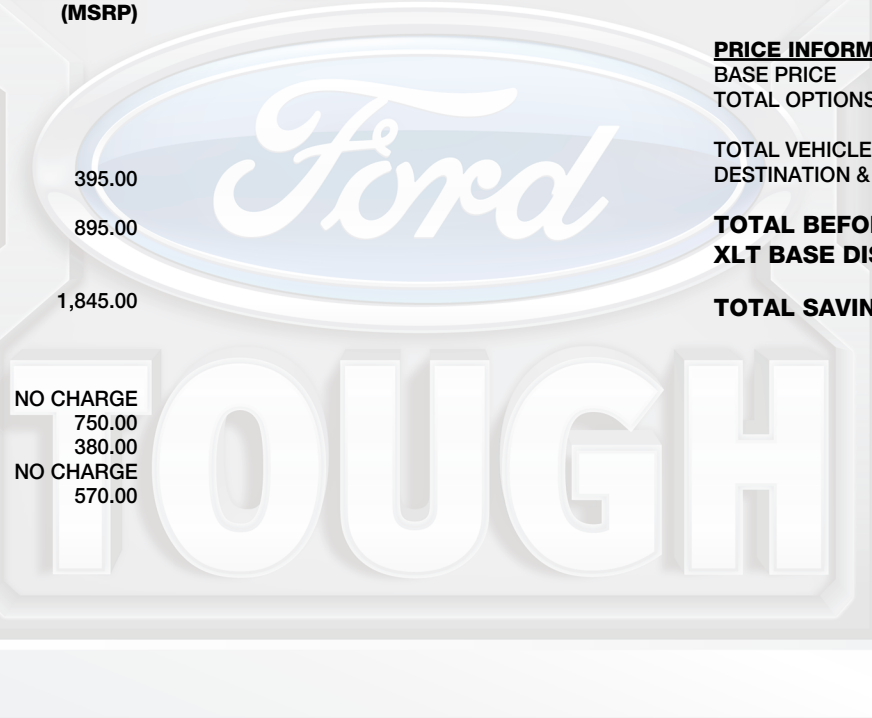 (MSRP)
395.00
895.00
1,845.00
NO CHARGE
750.00
380.00
NO CHARGE
570.00
PRICE INFORM
BASE PRICE
TOTAL OPTIONS
TOTAL VEHICLE
DESTINATION &
TOTAL BEFO
XLT BASE DIS
TOTAL SAVIN
Ford
TOUGH